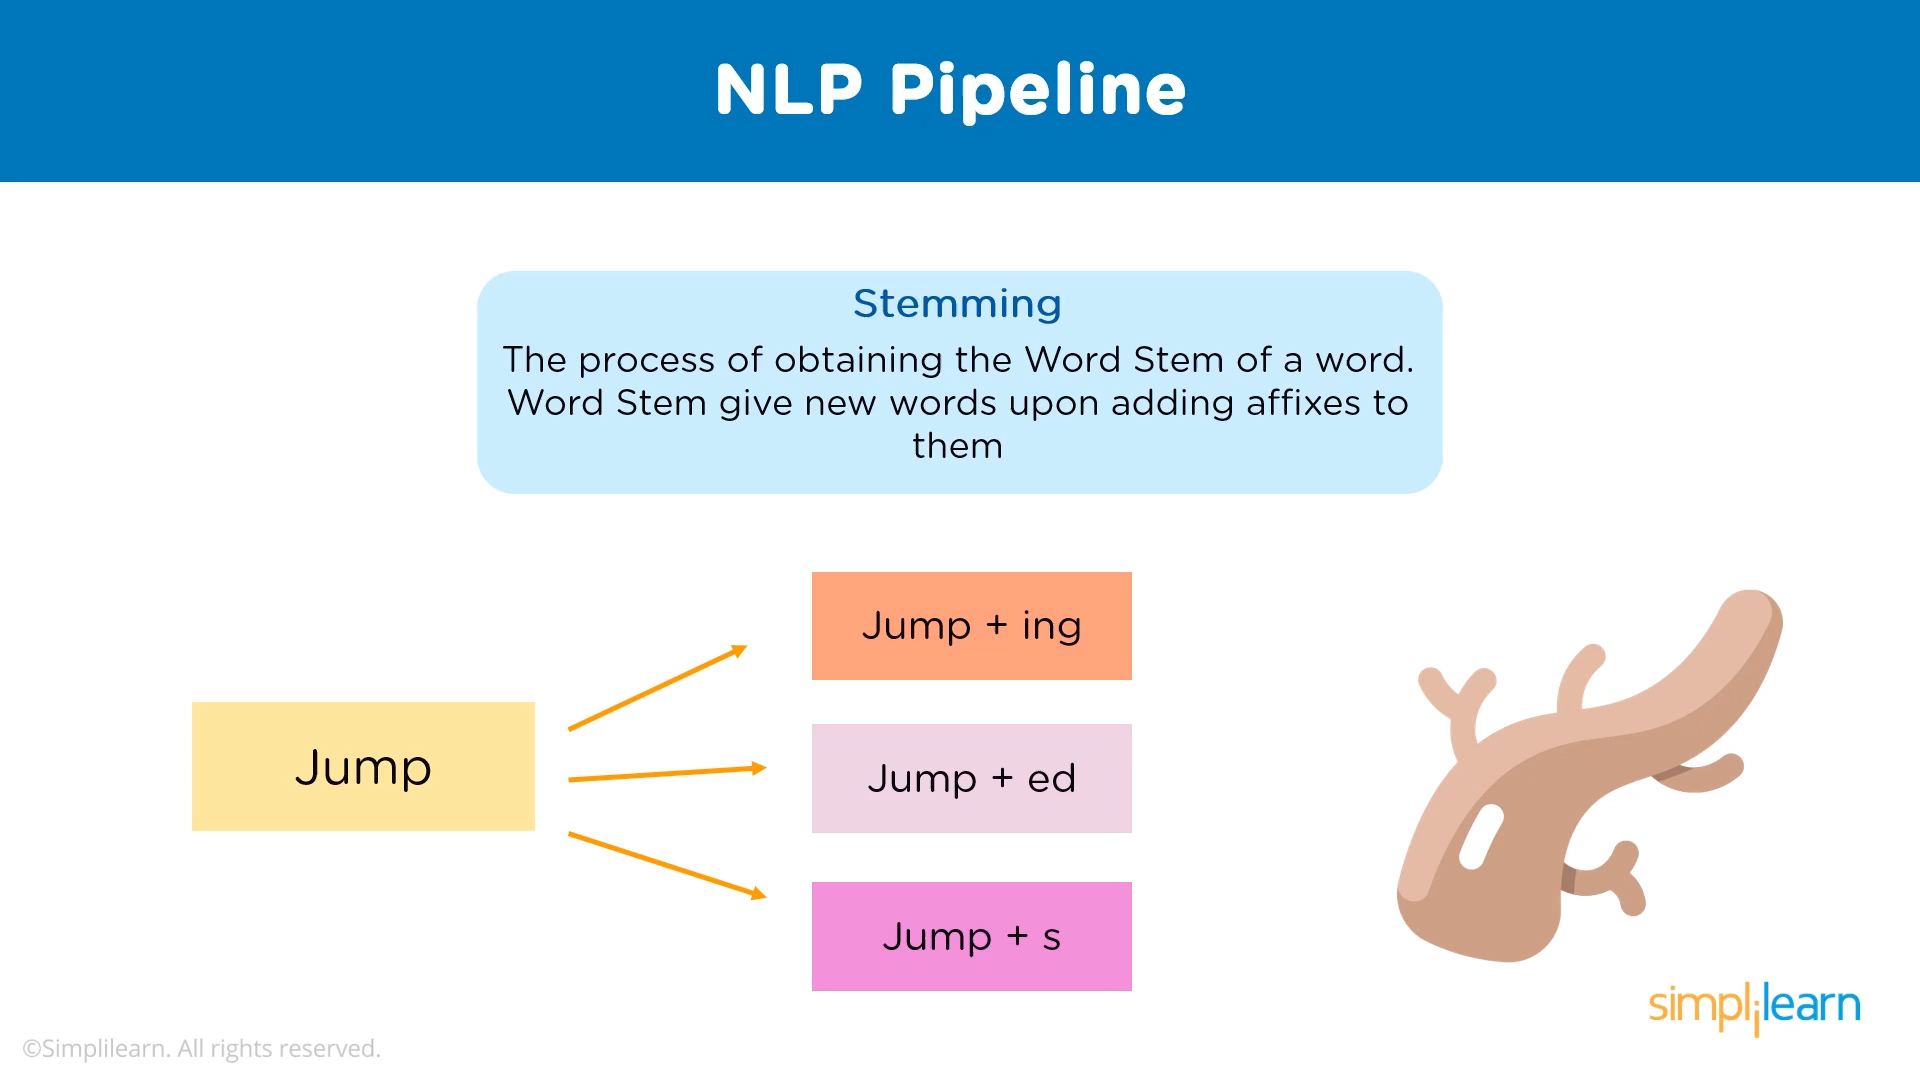 NLP Pipeline
Stemming
The process of obtaining the Word Stem of a word.
Word Stem give new words upon adding affixes to
them
Jump + ing
Jump
Jump + ed
Jump + s
simplilearn
©Simplilearn. All rights reserved.